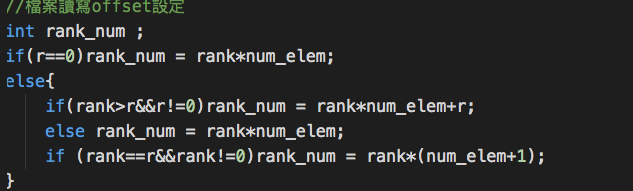 //檔案讀寫offset設定
int rank_num ;
if(r==0)rank_num = rank*num_elem;
else{
    if(rank>r&&r!=0)rank_num = rank*num_elem+r;
    else rank_num = rank*num_elem;
    if (rank==r&&rank!=0)rank_num = rank*(num_elem+1);
}